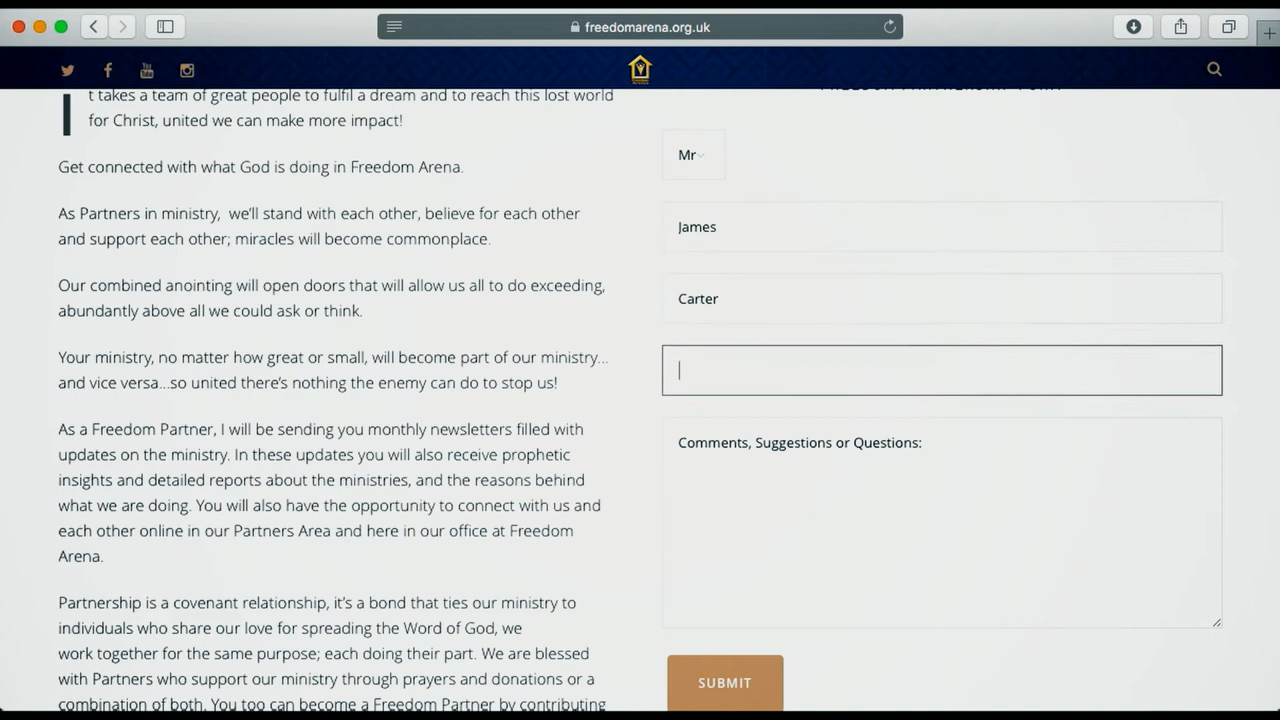 freedomarena.org.uk
t takes a team of great people to fulfil a dream and to reach this lost world
I
for Christ, united we can make more impact!
Get connected with what God is doing in Freedom Arena.
As Partners in ministry, we'll stand with each other, believe for each other
and support each other; miracles will become commonplace.
Our combined anointing will open doors that will allow us all to do exceeding,
abundantly above all we could ask or think.
Your ministry, no matter how great or small, will become part of our ministry…
and vice versa…so united there's nothing the enemy can do to stop us!
As a Freedom Partner, I will be sending you monthly newsletters filled with
updates on the ministry. In these updates you will also receive prophetic
insights and detailed reports about the ministries, and the reasons behind
what we are doing. You will also have the opportunity to connect with us and
each other online in our Partners Area and here in our office at Freedom
Arena.
Partnership is a covenant relationship, it's a bond that ties our ministry to
individuals who share our love for spreading the Word of God, we
work together for the same purpose; each doing their part. We are blessed
with Partners who support our ministry through prayers and donations or a
combination of both. You too can become a Freedom Partner by contributing
Mr
James
Carter
Comments, Suggestions or Questions:
SUBMIT